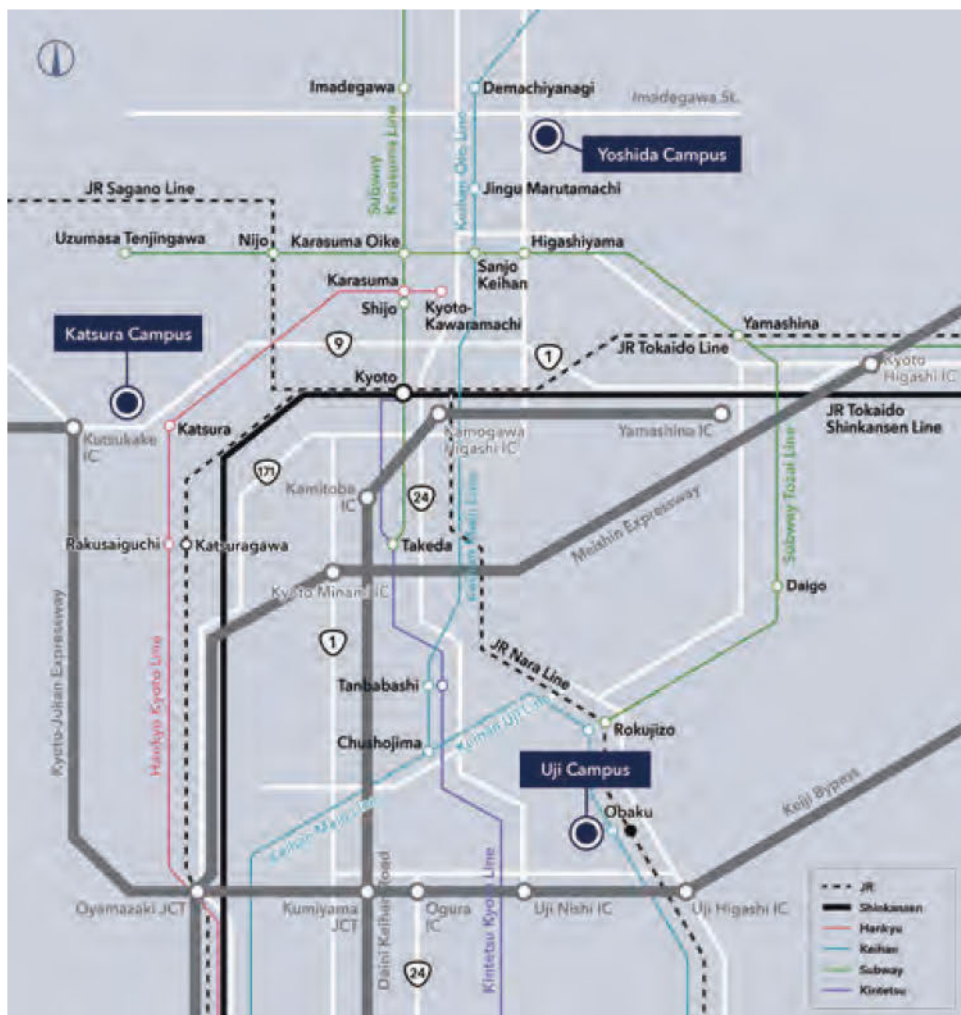 Imadegawa
Demachiyanagi
Imadegawa St.
Yoshida Campus
Subway
Karasuma Line
Keihan Oto Line
JR Sagano Line
Jingu Marutamachi
Uzumasa Tenjingawa
Nijo
Karasuma Oike
Higashiyama
Sanjo
Keihan
Karasuma
Shijo
Kyoto-
Kawaramachi
Katsura Campus
9
1
Yamashina
JR Tokaido Line
Kyoto
Higashi IC
Kyoto
JR Tokaido
Shinkansen Line
Kutsukake
IC
Katsura
Kamogawa
Higashi IC
Yamashina IC
171
Kamitoba
IC
24
Meishin Expressway
Subway Tozai Line
Rakusaiguchi
Katsuragawa
Takeda
Kyoto Minami IC
Daigo
Kyoto-Jukan Expressway
Hankyo Kyoto Line
1
JR Nara Line
Tanbabashi
Chushojima
Keihan Uji Line
Rokujizo
Uji Campus
Obaku
Keiji Bypass
Keihan Main Line
Oyamazaki JCT
Kumiyama
JCT
Daini Keihan Road
Ogura
IC
Kintetsu Kyoto Line
Uji Nishi IC
Uji Higashi IC
24
JR
Shinkansen
Hankyu
Keihan
Subway
Kintetsu